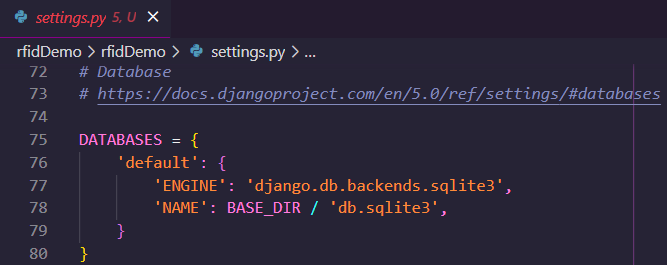 settings.py 5, U
rfidDemo > rfidDemo > settings.py > ...
72 # Database
73 # https://docs.djangoproject.com/en/5.0/ref/settings/#databases
74
75 DATABASES = {
76 'default': {
77 'ENGINE': 'django.db.backends.sqlite3',
78 'NAME': BASE_DIR / 'db.sqlite3',
79 }
80 }